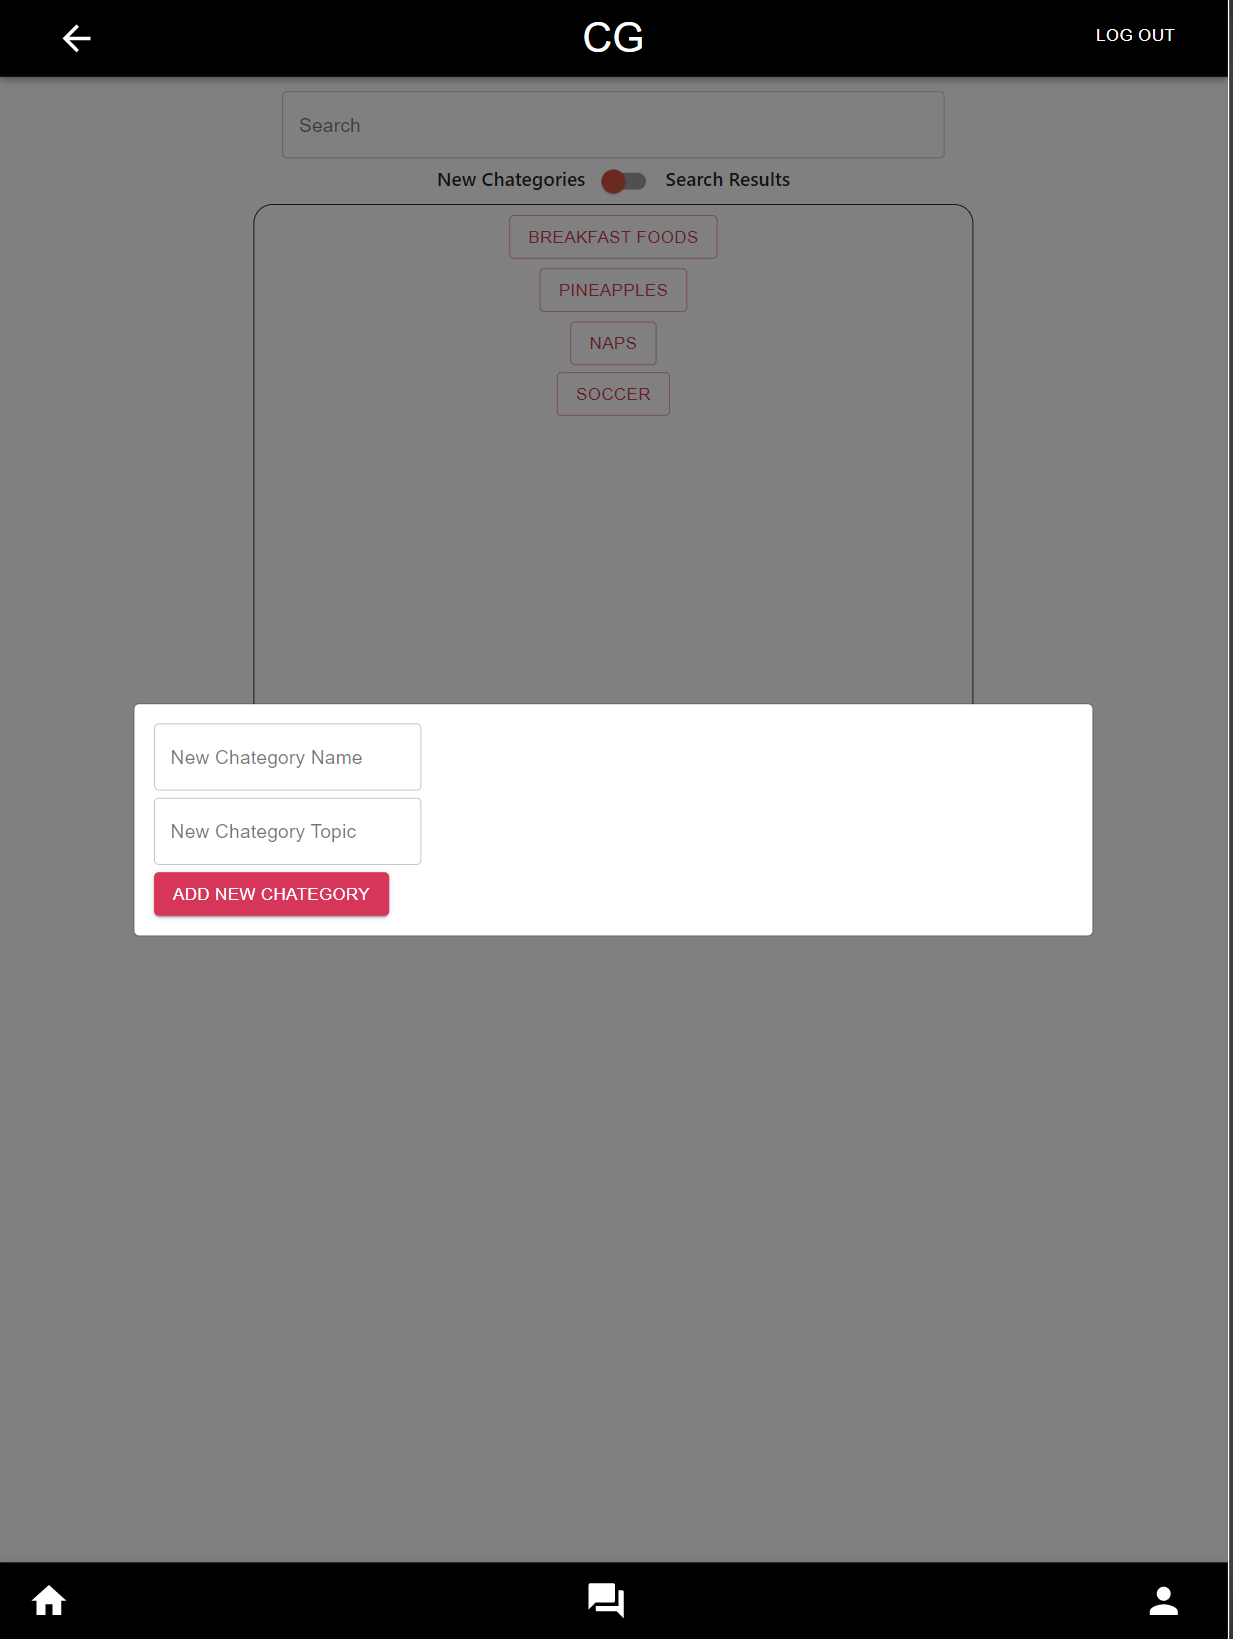 CG
LOG OUT
Search
New Chategories Search Results
BREAKFAST FOODS
PINEAPPLES
NAPS
SOCCER
New Chategory Name
New Chategory Topic
ADD NEW CHATEGORY